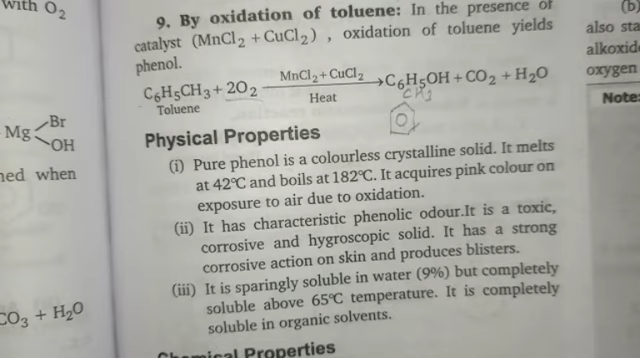 with O2
Mg
Br
OH
ned when
CO3 + H2O
9. By oxidation of toluene: In the presence of
catalyst (MnCl2 + CuCl2) , oxidation of toluene yields
phenol.
C6H5CH3 + 2O2 MnCl2 + CuCl2 → C6H5OH + CO2 + H2O
Toluene Heat
CH3
Physical Properties
(i) Pure phenol is a colourless crystalline solid. It melts
at 42°C and boils at 182°C. It acquires pink colour on
exposure to air due to oxidation.
(ii) It has characteristic phenolic odour.It is a toxic,
corrosive and hygroscopic solid. It has a strong
corrosive action on skin and produces blisters.
(iii) It is sparingly soluble in water (9%) but completely
soluble above 65°C temperature. It is completely
soluble in organic solvents.
Chemical Properties
(b)
also sta
alkoxide
oxygen
Note: